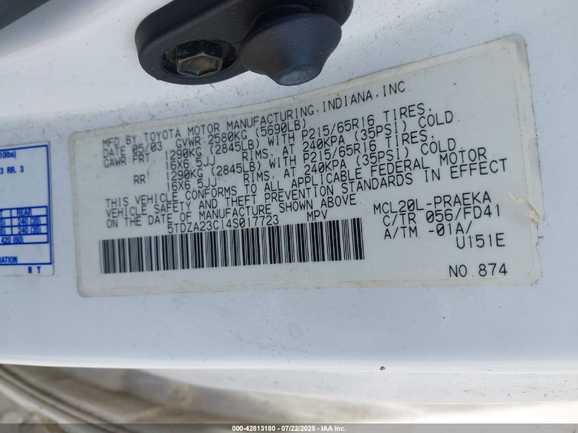 MFD BY TOYOTA MOTOR MANUFACTURING, INDIANA, INC
DATE 05/03 GVWR 2580KG (5690LB)
GAWR FRT 1290KG (2845LB) WITH P215/65R16 TIRES,
16X6.5JJ RIMS, AT 240KPA (35PSI) COLD
RR 1290KG (2845LB) WITH P215/65R16 TIRES,
16X6.5JJ RIMS, AT 240KPA (35PSI) COLD.
THIS VEHICLE CONFORMS TO ALL APPLICABLE FEDERAL MOTOR
VEHICLE SAFETY AND THEFT PREVENTION STANDARDS IN EFFECT
ON THE DATE OF MANUFACTURE SHOWN ABOVE.
5TDZA23C14S017723 MPV
MCL20L-PRAEKA
C/TR 056/FD41
A/TM -01A/
U151E
NO. 874
000-42813180 - 07/22/2025 - IAAI.COM